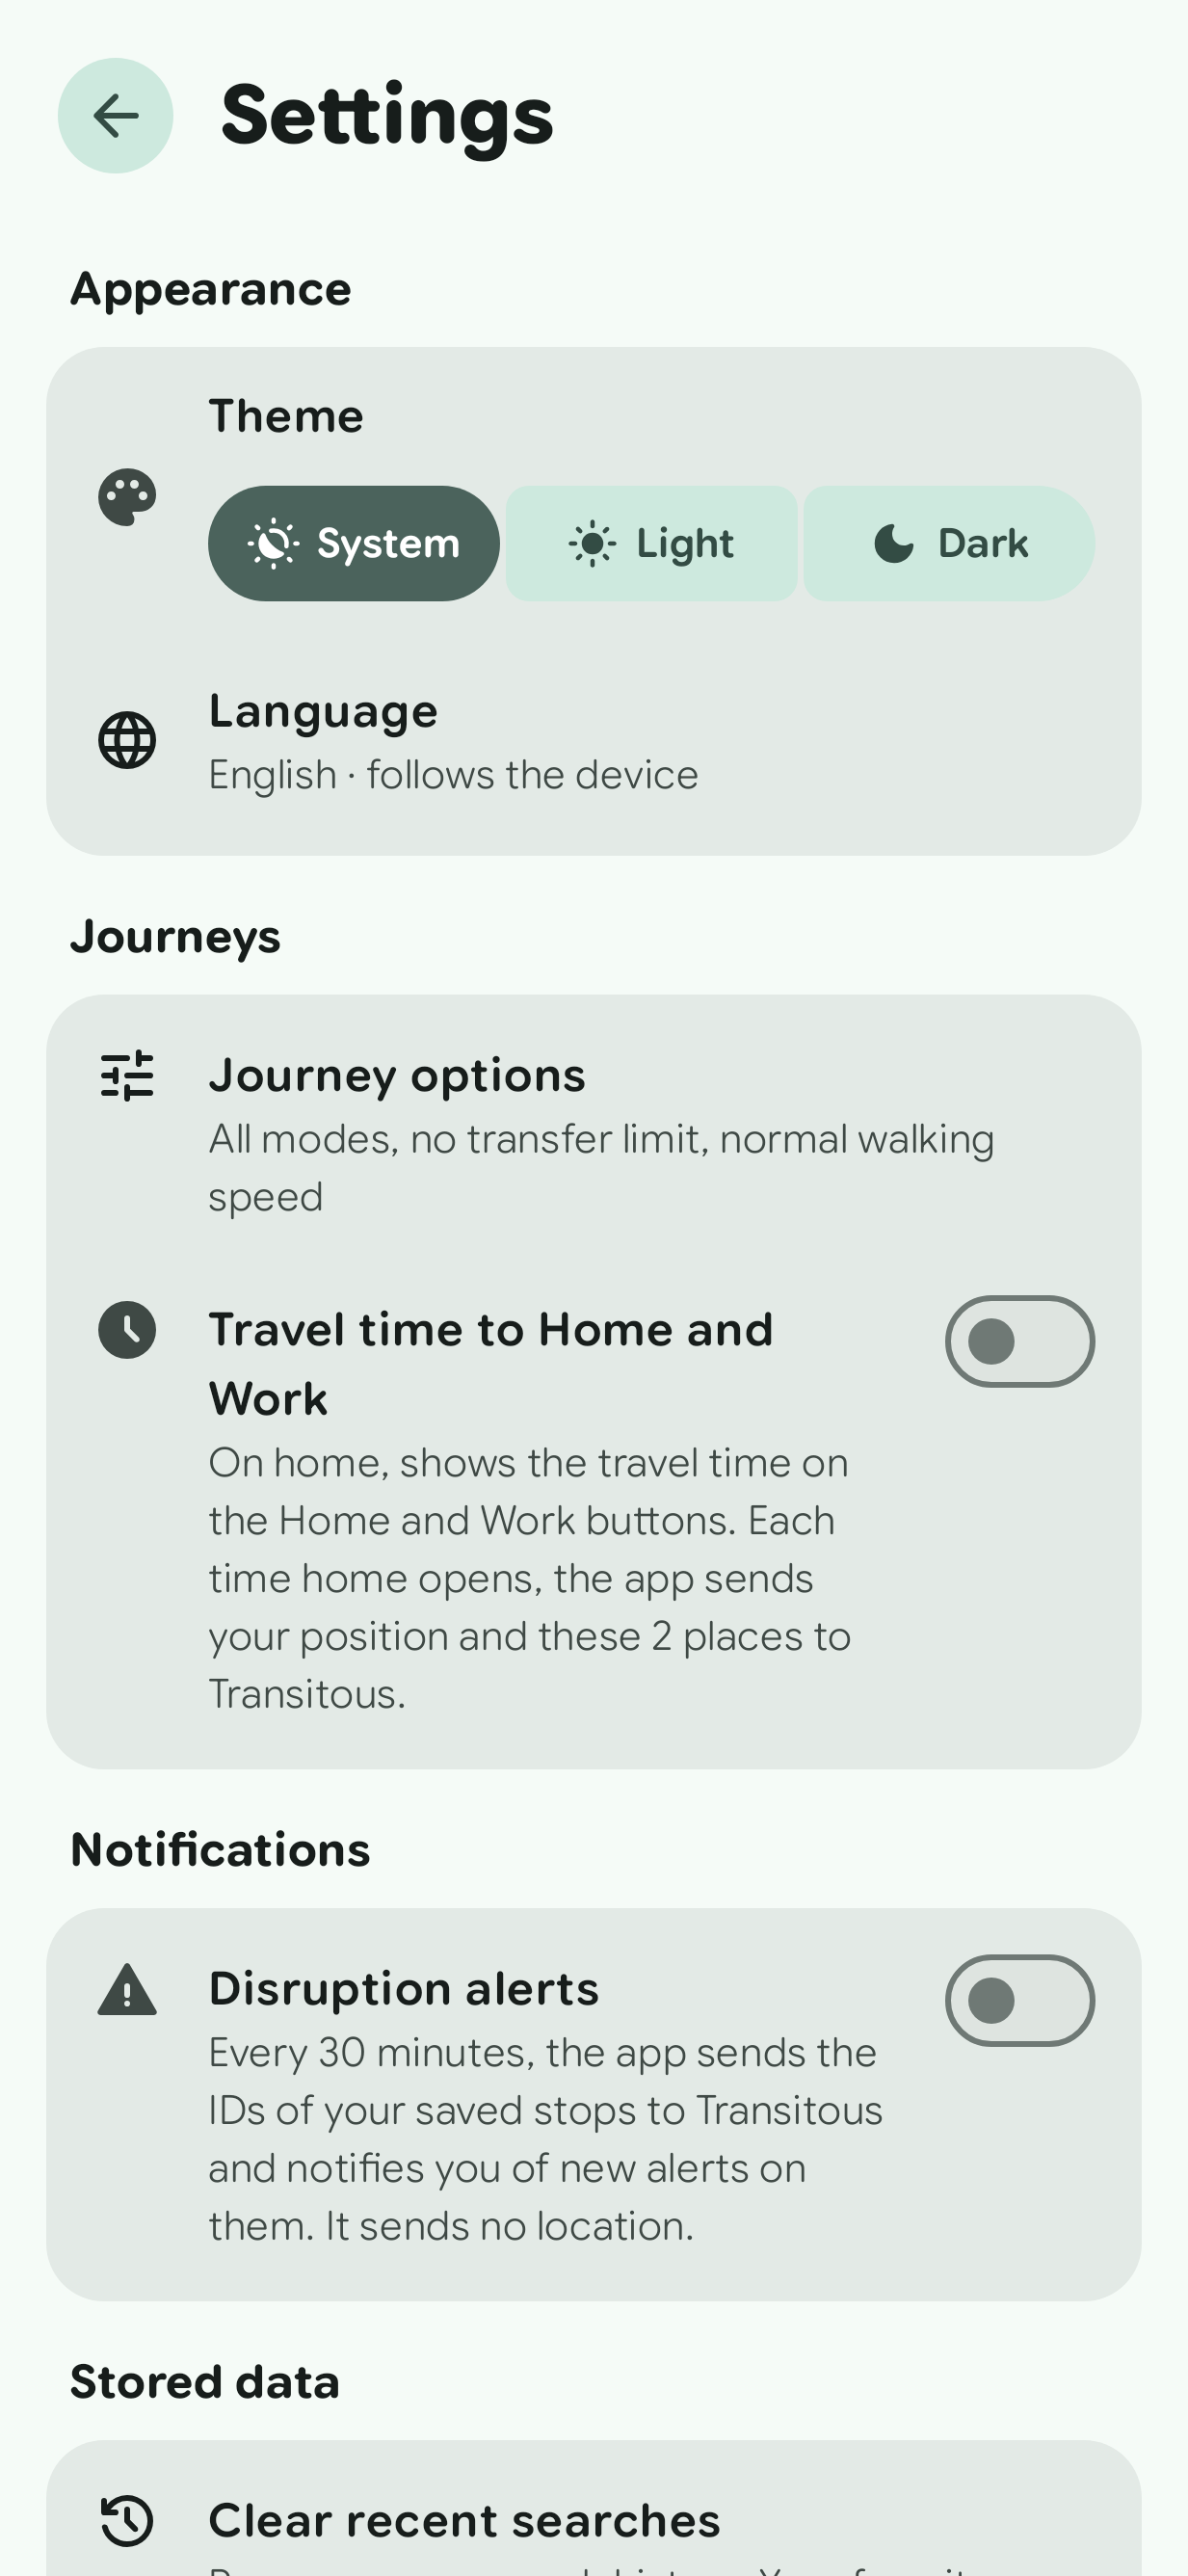 Settings
Appearance
Theme
System
Light
Dark
Language
English · follows the device
Journeys
Journey options
All modes, no transfer limit, normal walking
speed
Travel time to Home and
Work
On home, shows the travel time on
the Home and Work buttons. Each
time home opens, the app sends
your position and these 2 places to
Transitous.
Notifications
Disruption alerts
Every 30 minutes, the app sends the
IDs of your saved stops to Transitous
and notifies you of new alerts on
them. It sends no location.
Stored data
Clear recent searches